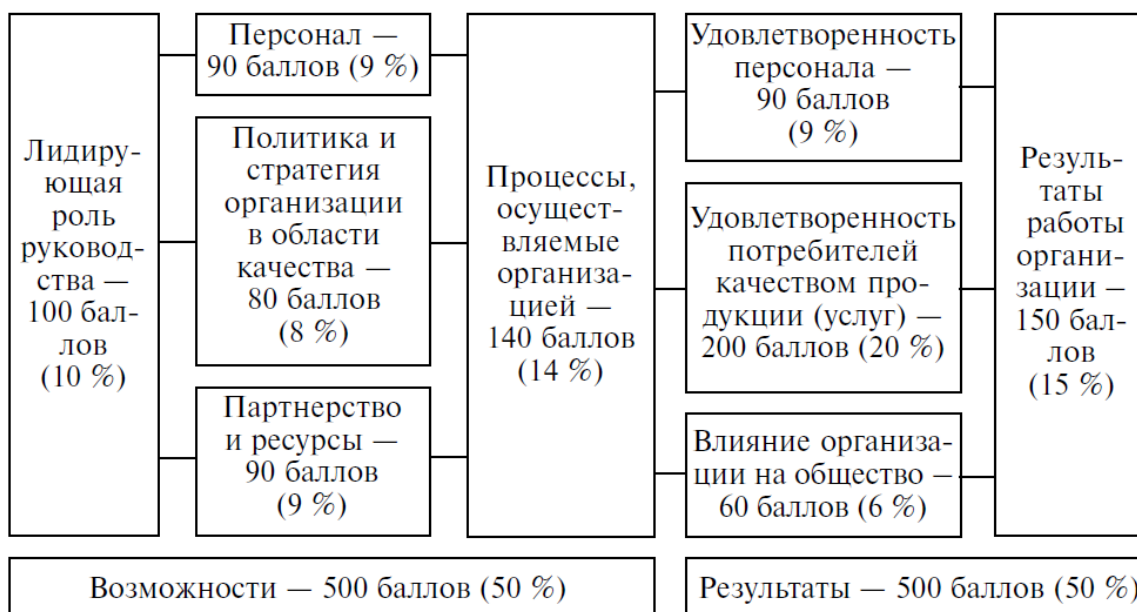 Лидиру-
ющая
роль
руковод-
ства —
100 бал-
лов
(10 %)
Персонал —
90 баллов (9 %)
Политика и
стратегия
организации
в области
качества —
80 баллов
(8 %)
Партнерство
и ресурсы —
90 баллов
(9 %)
Процессы,
осущест-
вляемые
организа-
цией —
140 баллов
(14 %)
Удовлетворенность
персонала —
90 баллов
(9 %)
Удовлетворенность
потребителей
качеством про-
дукции (услуг) —
200 баллов (20 %)
Влияние организа-
ции на общество —
60 баллов (6 %)
Резуль-
таты
работы
органи-
зации —
150 бал-
лов
(15 %)
Возможности — 500 баллов (50 %)
Результаты — 500 баллов (50 %)